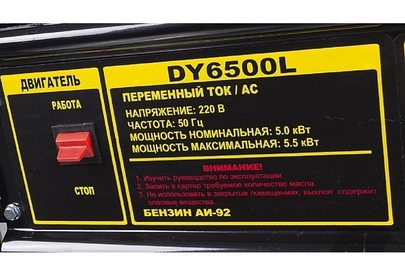 ДВИГАТЕЛЬ
РАБОТА
СТОП
DY6500L
ПЕРЕМЕННЫЙ ТОК / AC
НАПРЯЖЕНИЕ: 220 В
ЧАСТОТА: 50 Гц
МОЩНОСТЬ НОМИНАЛЬНАЯ: 5.0 кВт
МОЩНОСТЬ МАКСИМАЛЬНАЯ: 5.5 кВт
ВНИМАНИЕ!
1. Изучить руководство по эксплуатации.
2. Залить в картер требуемое количество масла.
3. Не использовать в закрытых помещениях, выхлоп содержит
опасные вещества.
БЕНЗИН АИ-92